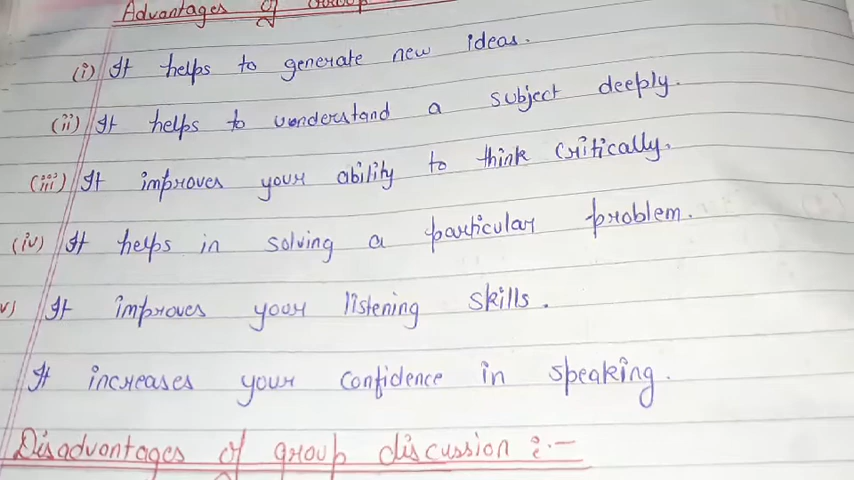 Advantages of Group
(i) It helps to generate new ideas.
(ii) It helps to understand a subject deeply.
(iii) It improves your ability to think critically.
(iv) It helps in solving a particular problem.
v) It improves your listening skills.
It increases your confidence in speaking.
Disadvantages of group discussion :-